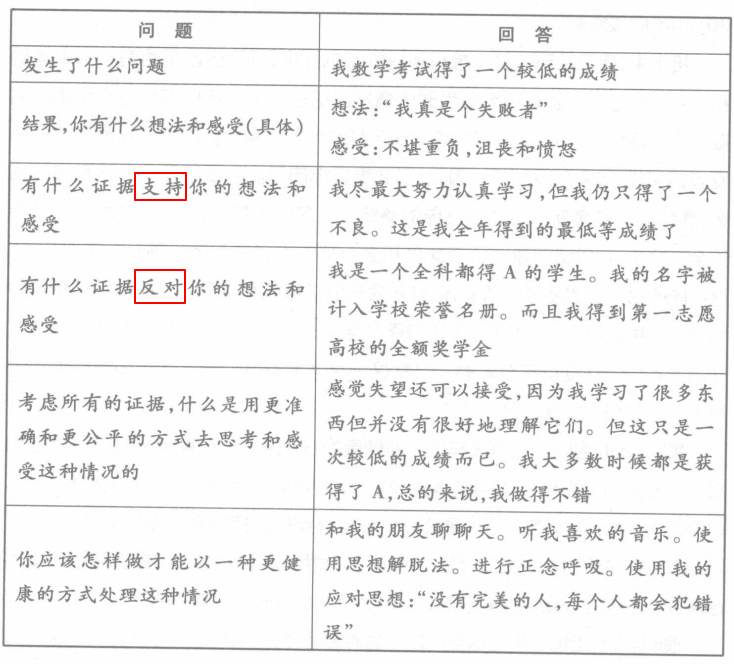 问 题
回 答
发生了什么问题
我数学考试得了一个较低的成绩
结果,你有什么想法和感受(具体)
想法:“我真是个失败者”
感受:不堪重负,沮丧和愤怒
有什么证据支持你的想法和
感受
我尽最大努力认真学习,但我仍只得了一个
不良。这是我全年得到的最低等成绩了
有什么证据反对你的想法和
感受
我是一个全科都得 A 的学生。我的名字被
计入学校荣誉名册。而且我得到第一志愿
高校的全额奖学金
考虑所有的证据,什么是用更准
确和更公平的方式去思考和感
受这种情况的
感觉失望还可以接受,因为我学习了很多东
西但并没有很好地理解它们。但这只是一
次较低的成绩而已。我大多数时候都是获
得了 A,总的来说,我做得不错
你应该怎样做才能以一种更健
康的方式处理这种情况
和我的朋友聊聊天。听我喜欢的音乐。使
用思想解脱法。进行正念呼吸。使用我的
应对思想:“没有完美的人,每个人都会犯错
误”